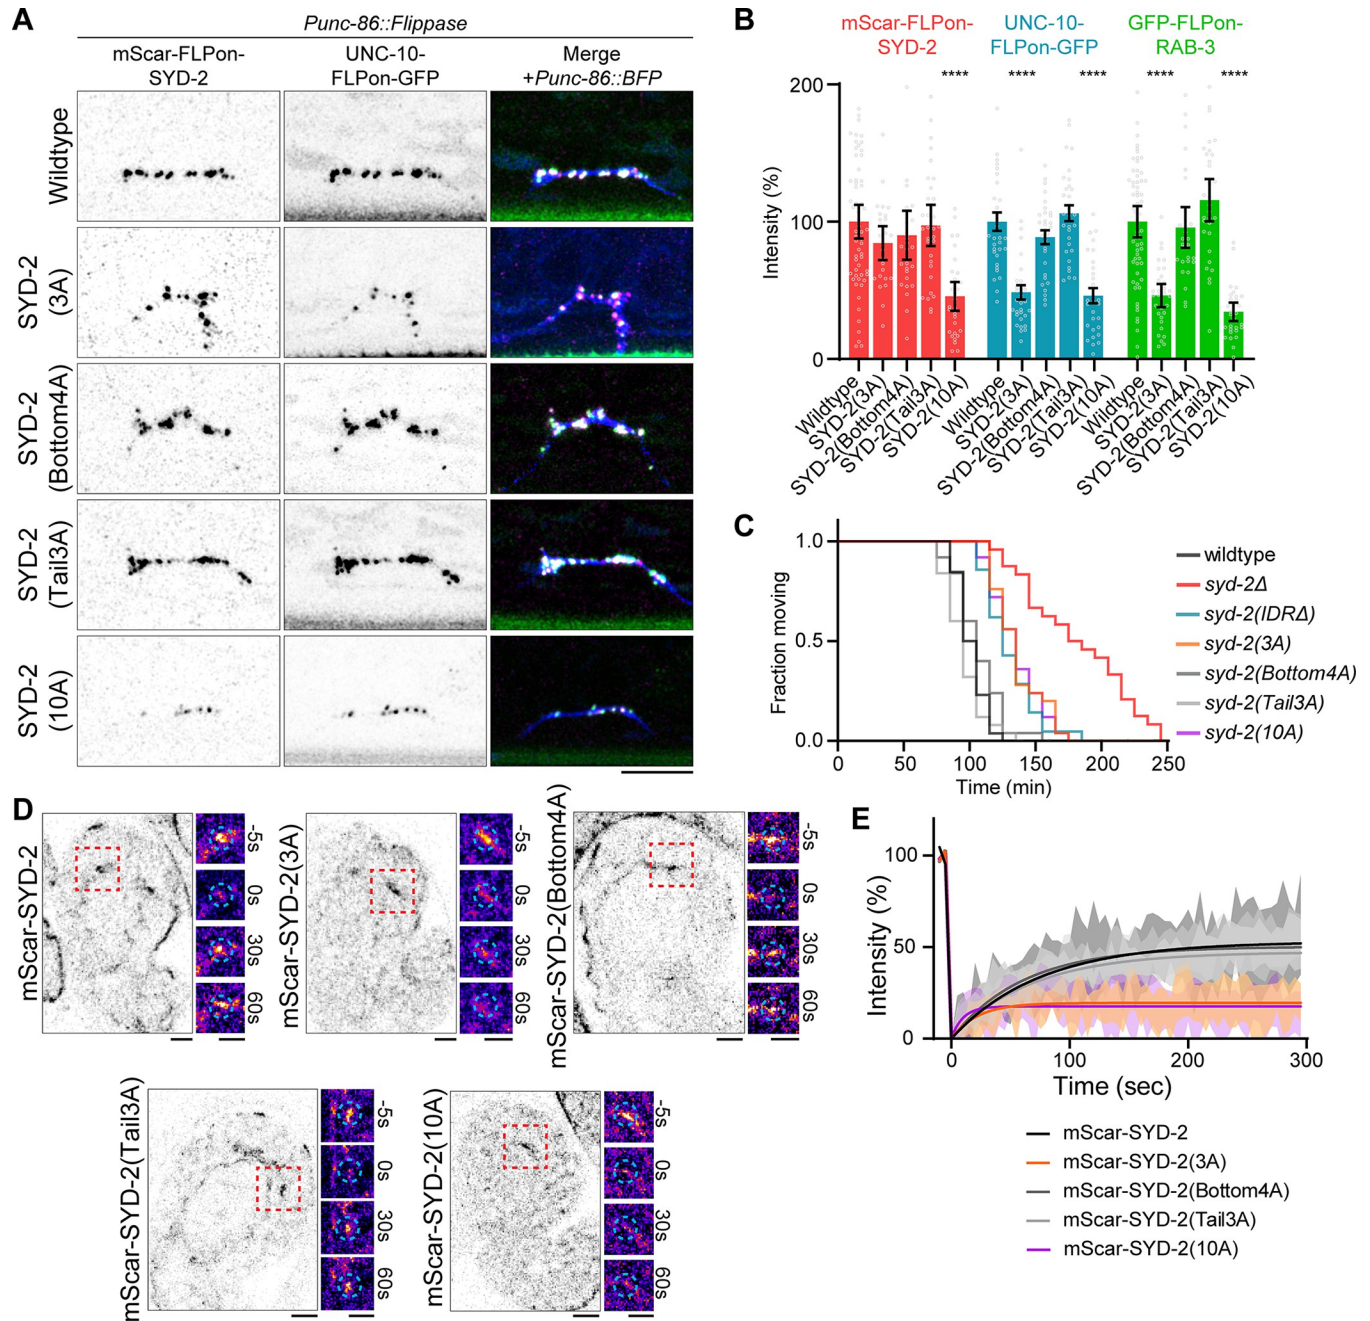 A
Punc-86::Flippase
mScar-FLPon-
SYD-2
UNC-10-
FLPon-GFP
Merge
+Punc-86::BFP
Wildtype
SYD-2
(3A)
SYD-2
(Bottom4A)
SYD-2
(Tail3A)
SYD-2
(10A)
B
mScar-FLPon-
SYD-2
UNC-10-
FLPon-GFP
GFP-FLPon-
RAB-3
**** **** **** **** ****
Intensity (%)
200
100
0
Wildtype
SYD-2(3A)
SYD-2(Bottom4A)
SYD-2(Tail3A)
SYD-2(10A)
Wildtype
SYD-2(3A)
SYD-2(Bottom4A)
SYD-2(Tail3A)
SYD-2(10A)
Wildtype
SYD-2(3A)
SYD-2(Bottom4A)
SYD-2(Tail3A)
SYD-2(10A)
C
Fraction moving
1.0
0.5
0.0
0 50 100 150 200 250
Time (min)
wildtype
syd-2Δ
syd-2(IDRΔ)
syd-2(3A)
syd-2(Bottom4A)
syd-2(Tail3A)
syd-2(10A)
D
mScar-SYD-2
-5s
0s
30s
60s
mScar-SYD-2(3A)
-5s
0s
30s
60s
mScar-SYD-2(Bottom4A)
-5s
0s
30s
60s
mScar-SYD-2(Tail3A)
-5s
0s
30s
60s
mScar-SYD-2(10A)
-5s
0s
30s
60s
E
Intensity (%)
100
50
0
0 100 200 300
Time (sec)
mScar-SYD-2
mScar-SYD-2(3A)
mScar-SYD-2(Bottom4A)
mScar-SYD-2(Tail3A)
mScar-SYD-2(10A)